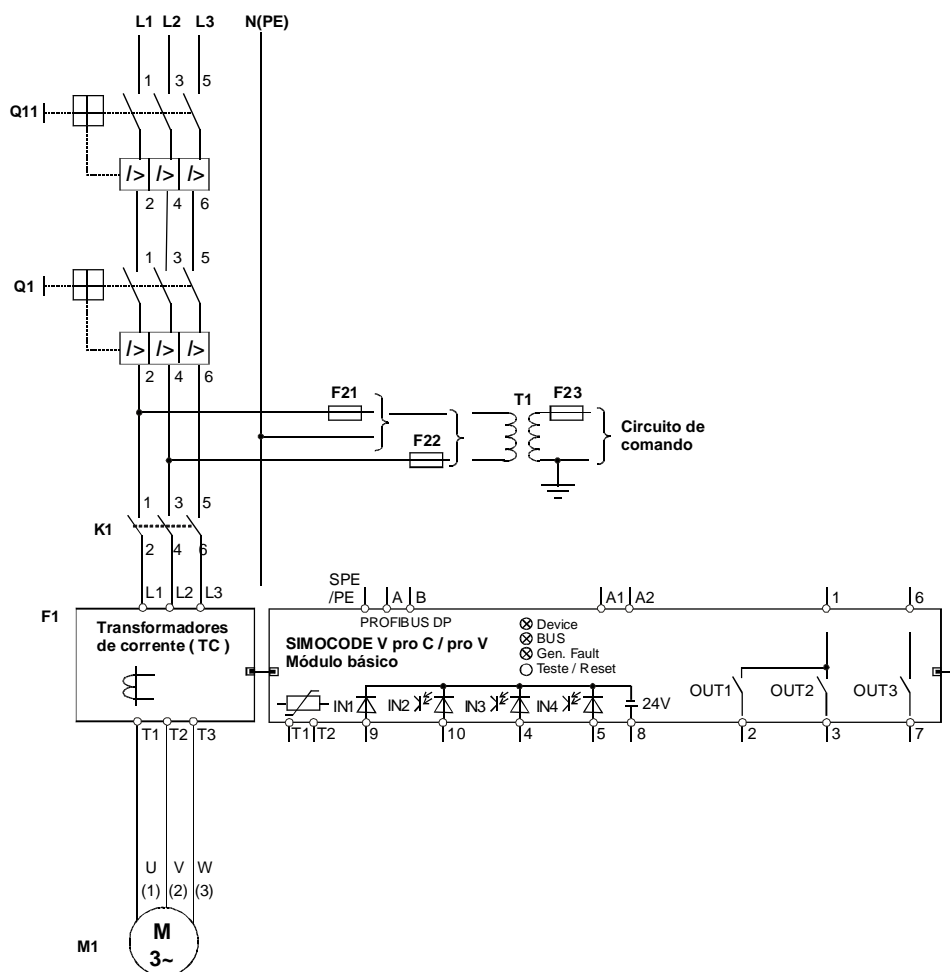 L1 L2 L3 N(PE)
1 3 5
Q11
I> I> I>
2 4 6
1 3 5
Q1
I> I> I>
2 4 6
F21 T1 F23
Circuito de
comando
F22
1 3 5
K1
2 4 6
L1 L2 L3
SPE
/PE A B A1 A2 1 6
F1
PROFIBUS DP
Transformadores
de corrente ( TC )
SIMOCODE V pro C / pro V
Módulo básico
Device
BUS
Gen. Fault
Teste / Reset
IN1 IN2 IN3 IN4 24V OUT1 OUT2 OUT3
T1 T2 T3 T1 T2 9 10 4 5 8 2 3 7
U V W
(1) (2) (3)
M
3~
M1